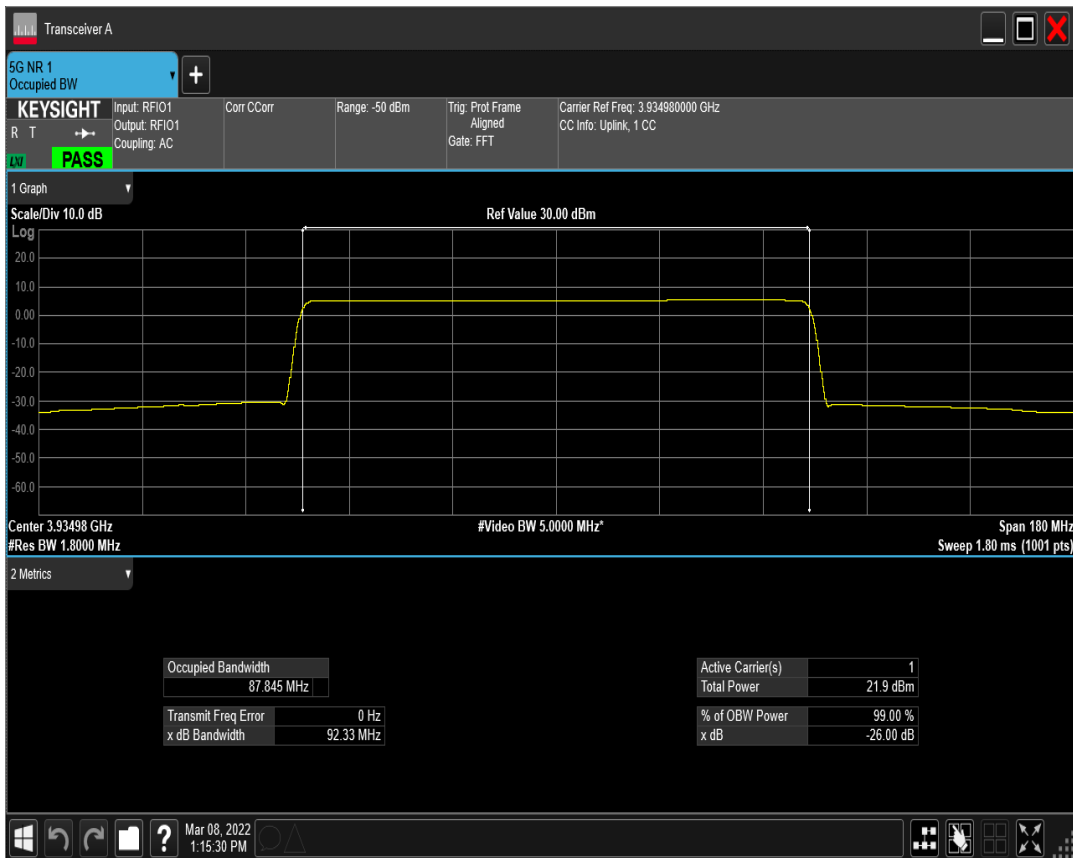 Transceiver A
5G NR 1
Occupied BW
+
KEYSIGHT
R T
LXI
PASS
Input: RFIO1
Output: RFIO1
Coupling: AC
Corr CCorr
Range: -50 dBm
Trig: Prot Frame
Aligned
Gate: FFT
Carrier Ref Freq: 3.934980000 GHz
CC Info: Uplink, 1 CC
1 Graph
Scale/Div 10.0 dB
Ref Value 30.00 dBm
Log
20.0
10.0
0.00
-10.0
-20.0
-30.0
-40.0
-50.0
-60.0
Center 3.93498 GHz
#Video BW 5.0000 MHz*
Span 180 MHz
#Res BW 1.8000 MHz
Sweep 1.80 ms (1001 pts)
2 Metrics
Occupied Bandwidth
87.845 MHz
Transmit Freq Error 0 Hz
x dB Bandwidth 92.33 MHz
Active Carrier(s) 1
Total Power 21.9 dBm
% of OBW Power 99.00 %
x dB -26.00 dB
?
Mar 08, 2022
1:15:30 PM